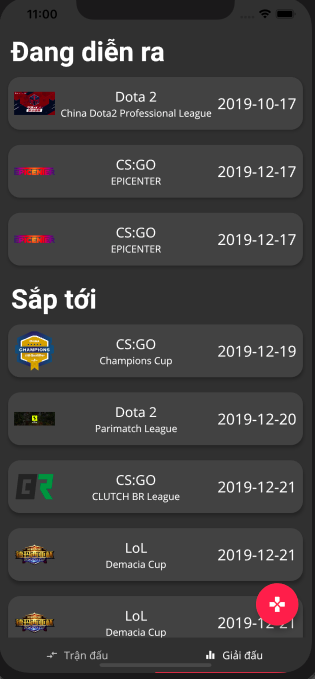 11:00
Đang diễn ra
Dota 2
China Dota2 Professional League
2019-10-17
CS:GO
EPICENTER
2019-12-17
CS:GO
EPICENTER
2019-12-17
Sắp tới
CS:GO
Champions Cup
2019-12-19
CHAMPIONS
Dota 2
Parimatch League
2019-12-20
CS:GO
CLUTCH BR League
2019-12-21
LoL
Demacia Cup
2019-12-21
LoL
Demacia Cup
2019-12-21
Trận đấu
Giải đấu